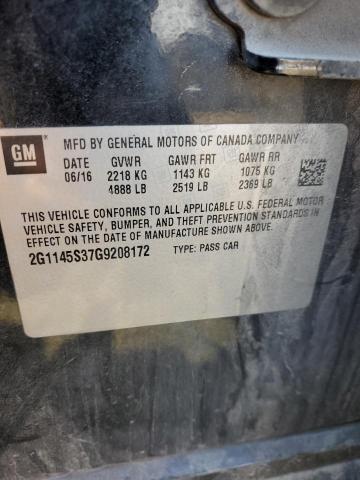 GM
MFD BY GENERAL MOTORS OF CANADA COMPANY
DATE GVWR GAWR FRT GAWR RR
06/16 2218 KG 1143 KG 1075 KG
4888 LB 2519 LB 2369 LB
THIS VEHICLE CONFORMS TO ALL APPLICABLE U.S. FEDERAL MOTOR
VEHICLE SAFETY, BUMPER, AND THEFT PREVENTION STANDARDS IN
EFFECT ON THE DATE OF MANUFACTURE SHOWN ABOVE.
2G1145S37G9208172 TYPE: PASS CAR